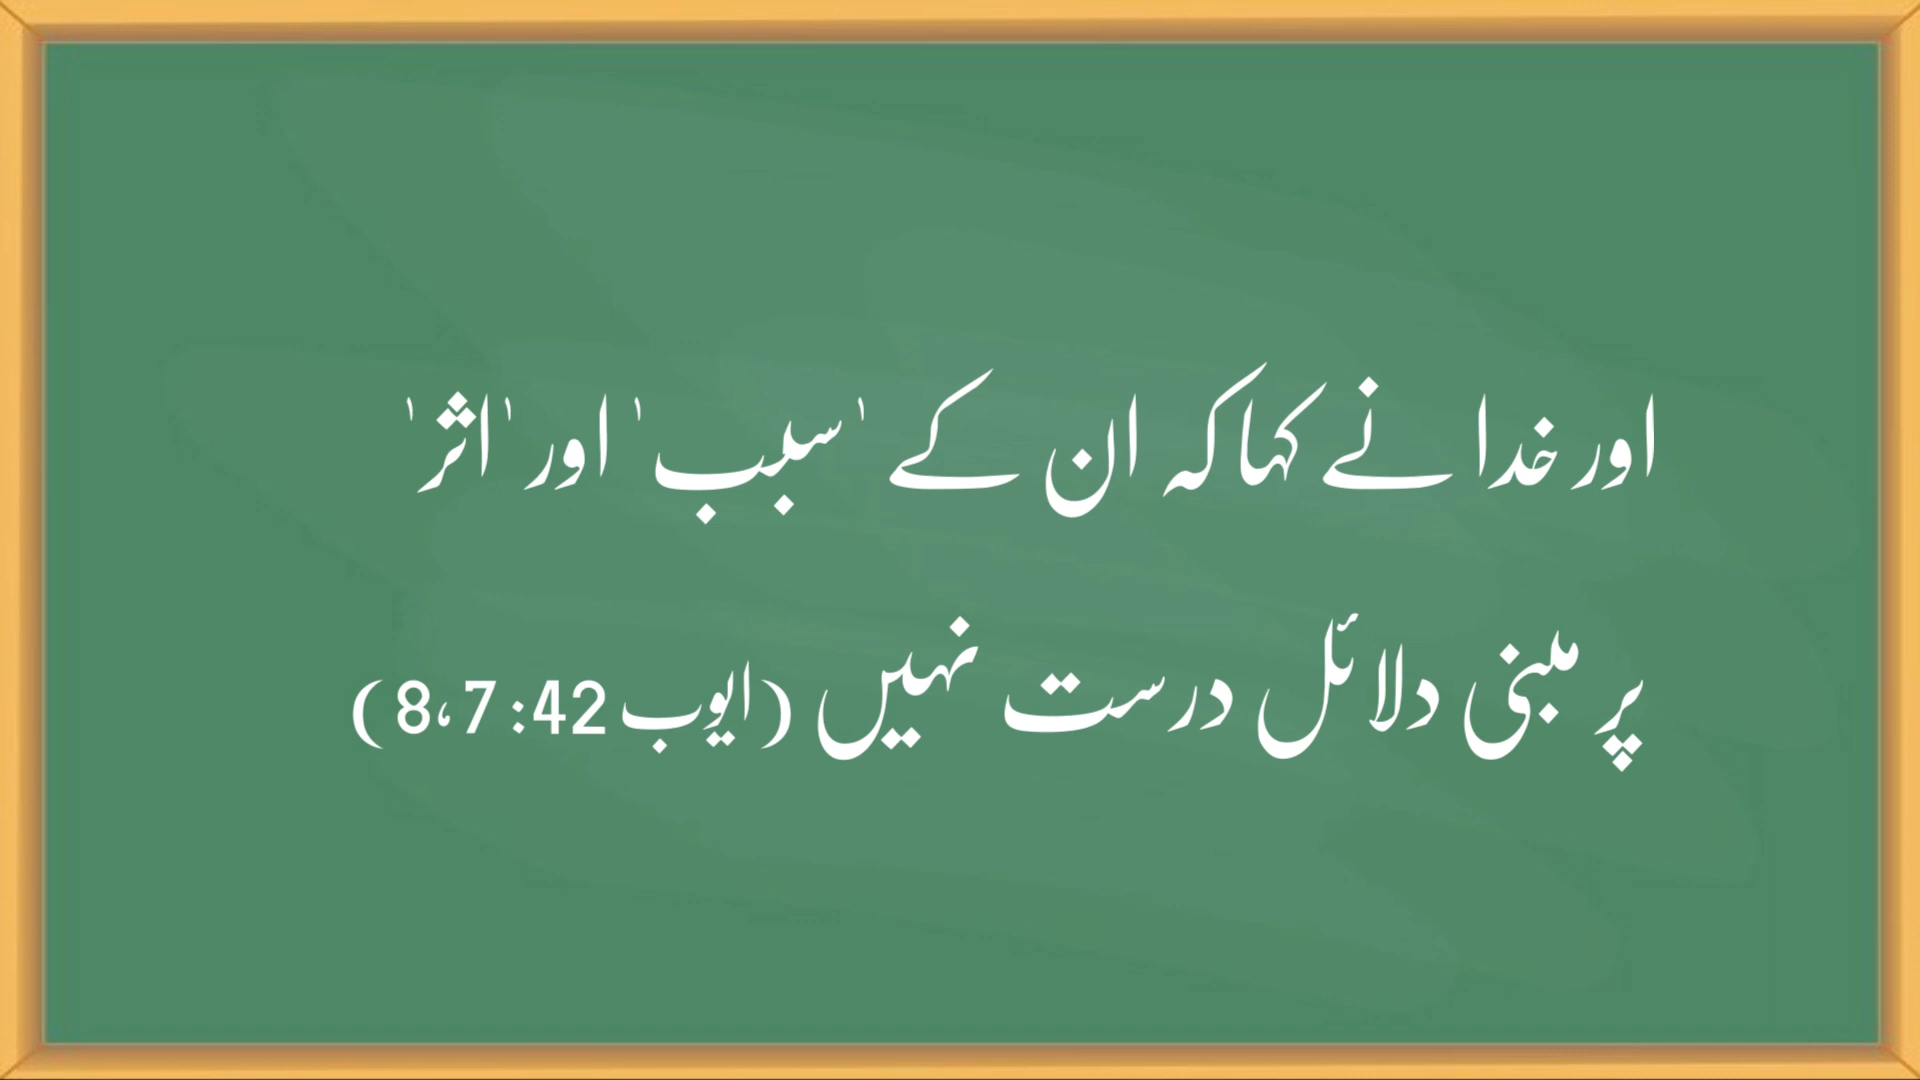 اور خدا نے کہا کہ ان کے 'سبب' اور 'اثر'
پر مبنی دلائل درست نہیں (ایوب 42: 7، 8)